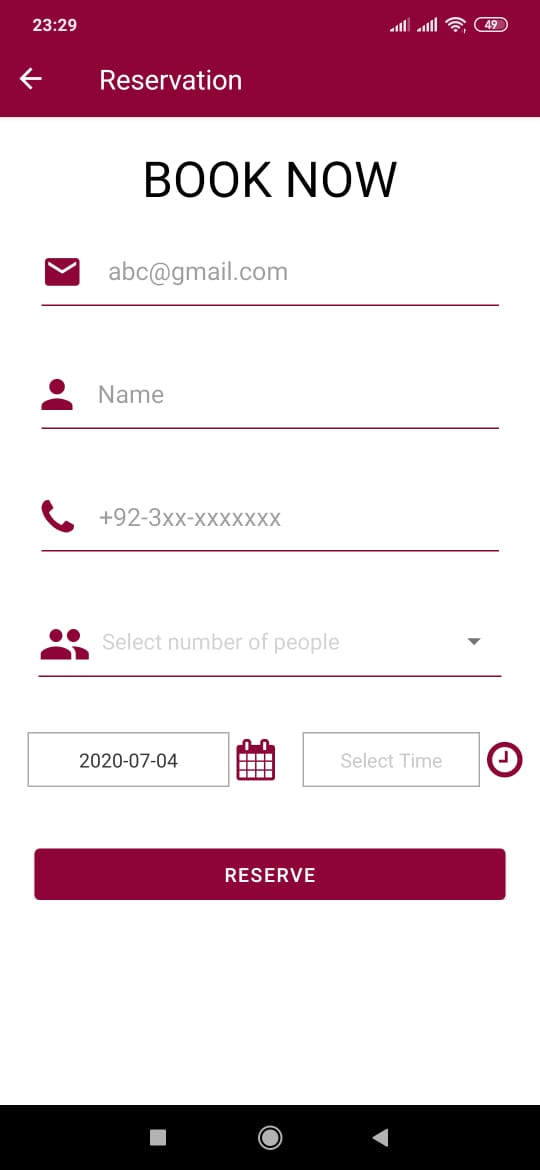 23:29
49
Reservation
BOOK NOW
abc@gmail.com
Name
+92-3xx-xxxxxxx
Select number of people
2020-07-04
Select Time
RESERVE